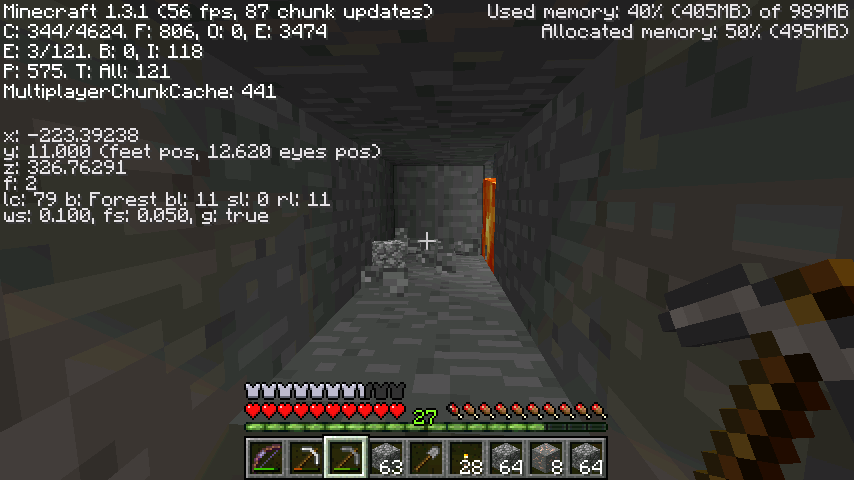 Minecraft 1.3.1 (56 fps, 87 chunk updates)
Used memory: 40% (405MB) of 989MB
C: 344/4624. F: 806, O: 0, E: 3474
Allocated memory: 50% (495MB)
E: 3/121. B: 0, I: 118
P: 575. T: All: 121
MultiplayerChunkCache: 441
x: -223.39238
y: 11.000 (feet pos, 12.620 eyes pos)
z: 326.76291
f: 2
lc: 79 b: Forest bl: 11 sl: 0 rl: 11
ws: 0.100, fs: 0.050, g: true
27
63 28 64 8 64